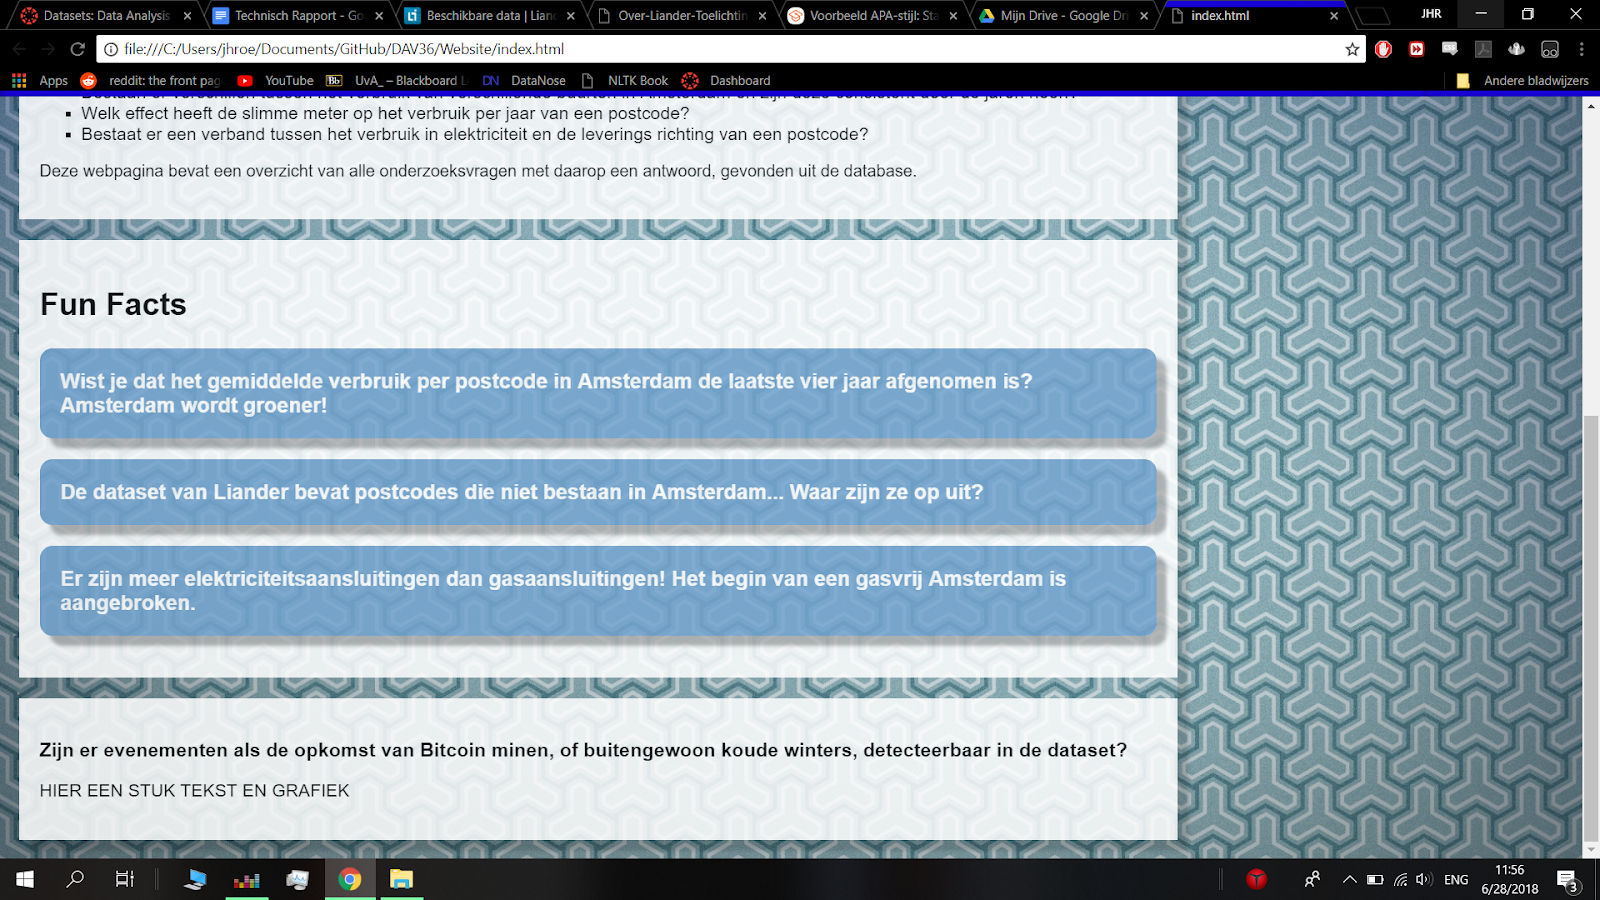 Datasets: Data Analysis
Technisch Rapport - Go
Beschikbare data | Lian
Over-Liander-Toelichtin
Voorbeeld APA-stijl: Sta
Mijn Drive - Google Dri
index.html
JHR
file:///C:/Users/jhroe/Documents/GitHub/DAV36/Website/index.html
Apps
reddit: the front pag
YouTube
Bb
UvA_ – Blackboard L
DN
DataNose
NLTK Book
Dashboard
Andere bladwijzers
Welk effect heeft de slimme meter op het verbruik per jaar van een postcode?
Bestaat er een verband tussen het verbruik in elektriciteit en de leverings richting van een postcode?
Deze webpagina bevat een overzicht van alle onderzoeksvragen met daarop een antwoord, gevonden uit de database.
Fun Facts
Wist je dat het gemiddelde verbruik per postcode in Amsterdam de laatste vier jaar afgenomen is?
Amsterdam wordt groener!
De dataset van Liander bevat postcodes die niet bestaan in Amsterdam... Waar zijn ze op uit?
Er zijn meer elektriciteitsaansluitingen dan gasaansluitingen! Het begin van een gasvrij Amsterdam is
aangebroken.
Zijn er evenementen als de opkomst van Bitcoin minen, of buitengewoon koude winters, detecteerbaar in de dataset?
HIER EEN STUK TEKST EN GRAFIEK
ENG
11:56
6/28/2018
3